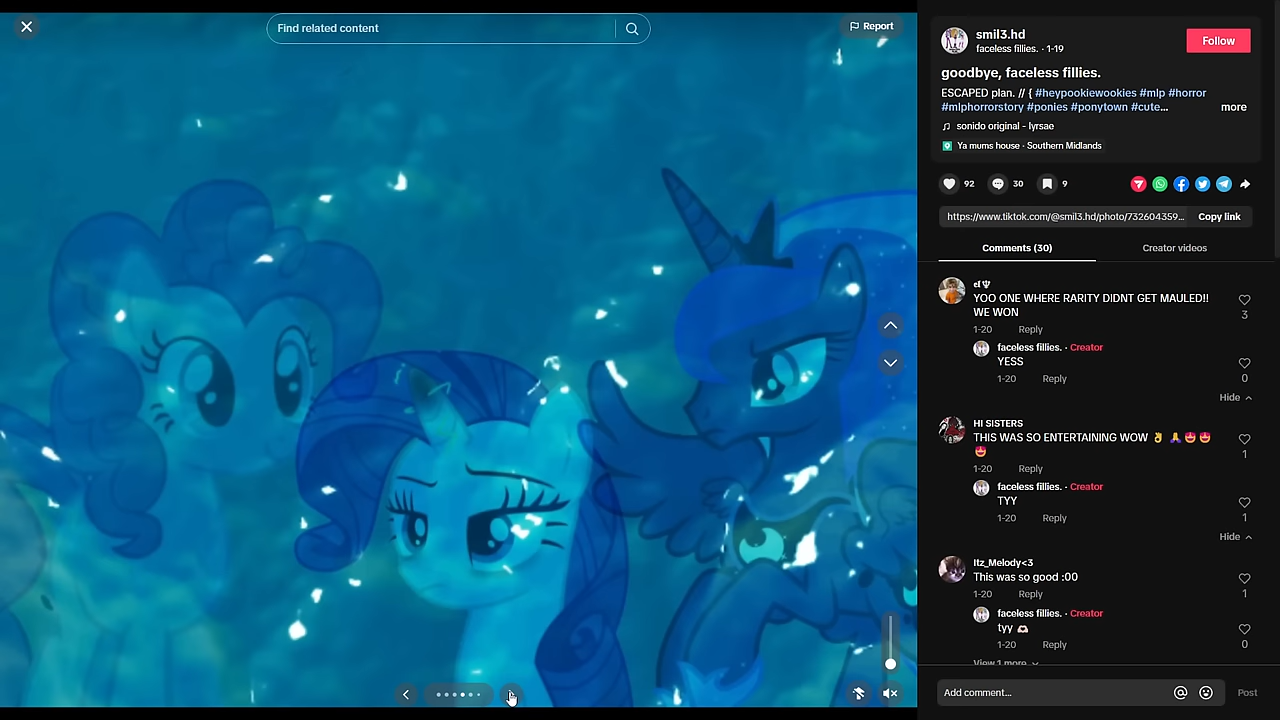 Find related content
Report
smil3.hd
faceless fillies. · 1-19
Follow
goodbye, faceless fillies.
ESCAPED plan. // { #heypookiewookies #mlp #horror
#mlphorrorstory #ponies #ponytown #cute...
more
sonido original - lyrsae
Ya mums house · Southern Midlands
92
30
9
https://www.tiktok.com/@smil3.hd/photo/732604359...
Copy link
Comments (30)
Creator videos
YOO ONE WHERE RARITY DIDNT GET MAULED!!
WE WON
3
1-20 Reply
faceless fillies. · Creator
YESS
1-20 Reply
0
Hide
HI SISTERS
THIS WAS SO ENTERTAINING WOW 👌 🙏 😍 😍
😍
1
1-20 Reply
faceless fillies. · Creator
TYY
1-20 Reply
1
Hide
Itz_Melody<3
This was so good :00
1
1-20 Reply
faceless fillies. · Creator
tyy 🫶🏻
1-20 Reply
0
View 1 more
Add comment...
Post